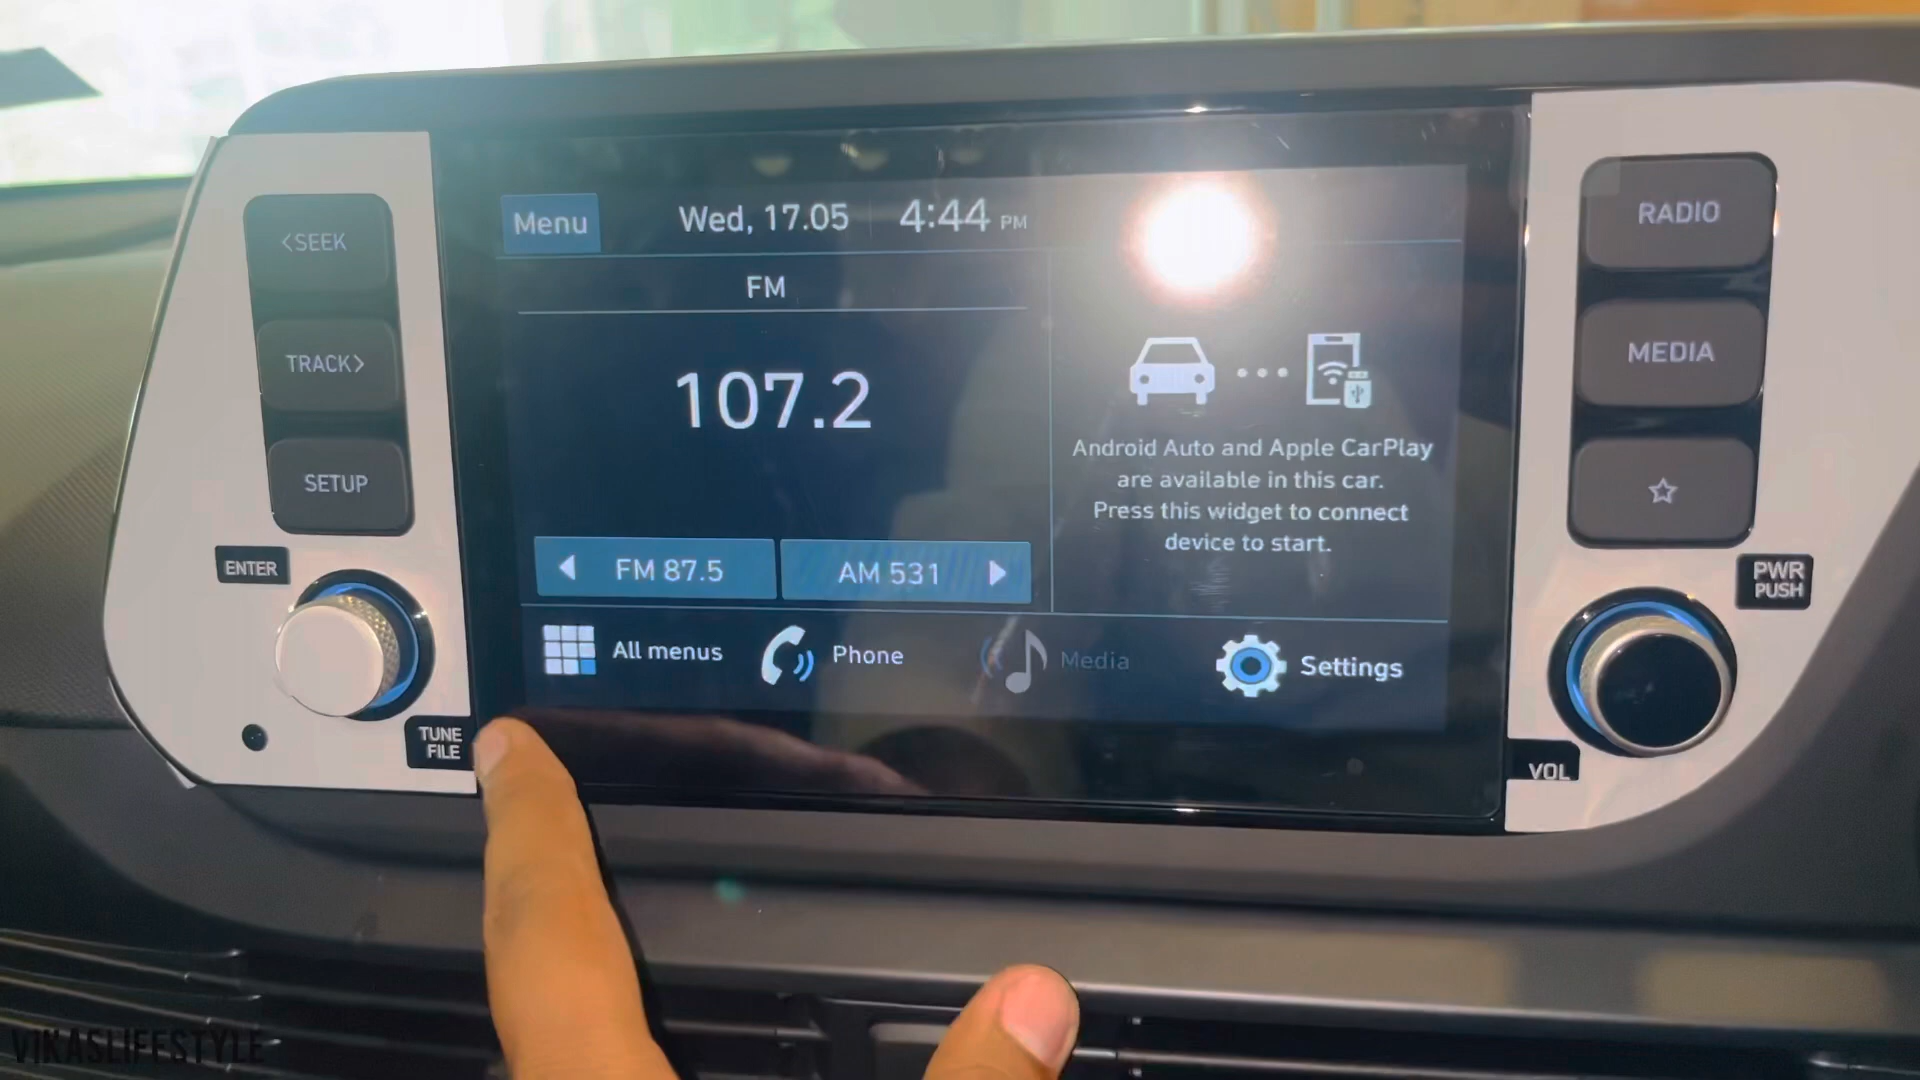 <SEEK
TRACK>
SETUP
ENTER
TUNE
FILE
Menu
Wed, 17.05
4:44 PM
FM
107.2
FM 87.5
AM 531
Android Auto and Apple CarPlay
are available in this car.
Press this widget to connect
device to start.
All menus
Phone
Media
Settings
RADIO
MEDIA
PWR
PUSH
VOL
VIKASLIFESTYLE